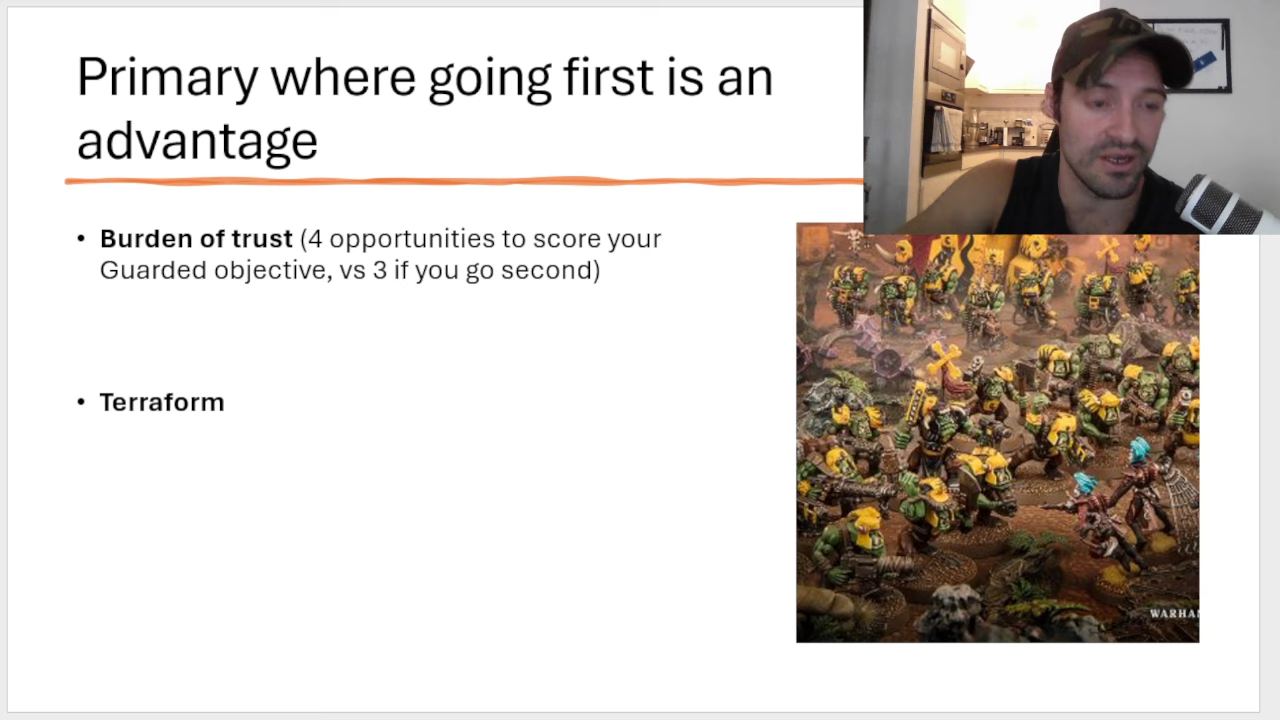 Primary where going first is an
advantage
• Burden of trust (4 opportunities to score your
Guarded objective, vs 3 if you go second)
• Terraform
WARHA